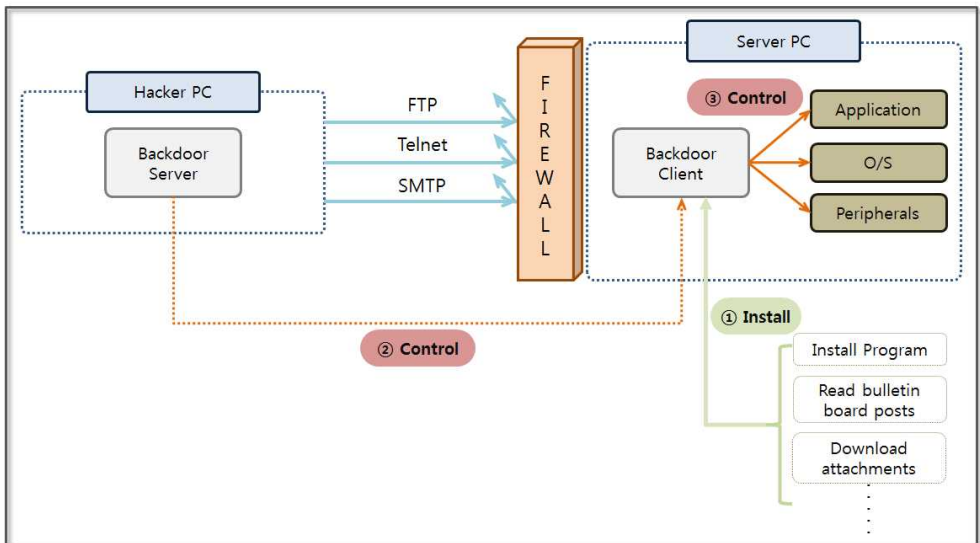 Server PC
Hacker PC
FIREWALL
③ Control
FTP
Application
Backdoor
Server
Telnet
Backdoor
Client
O/S
SMTP
Peripherals
① Install
② Control
Install Program
Read bulletin
board posts
Download
attachments